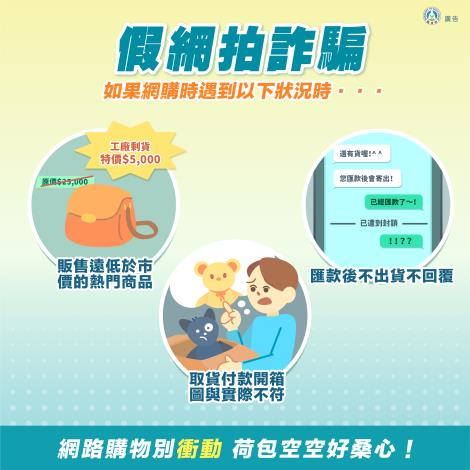 廣告
假網拍詐騙
如果網購時遇到以下狀況時...
工廠剩貨
特價$5,000
原價$25,000
販售遠低於市
價的熱門商品
還有貨喔!^^
您匯款後會寄出!
已經匯款了~!
已遭到封鎖
!!??
匯款後不出貨不回覆
取貨付款開箱
圖與實際不符
網路購物別衝動 荷包空空好桑心!